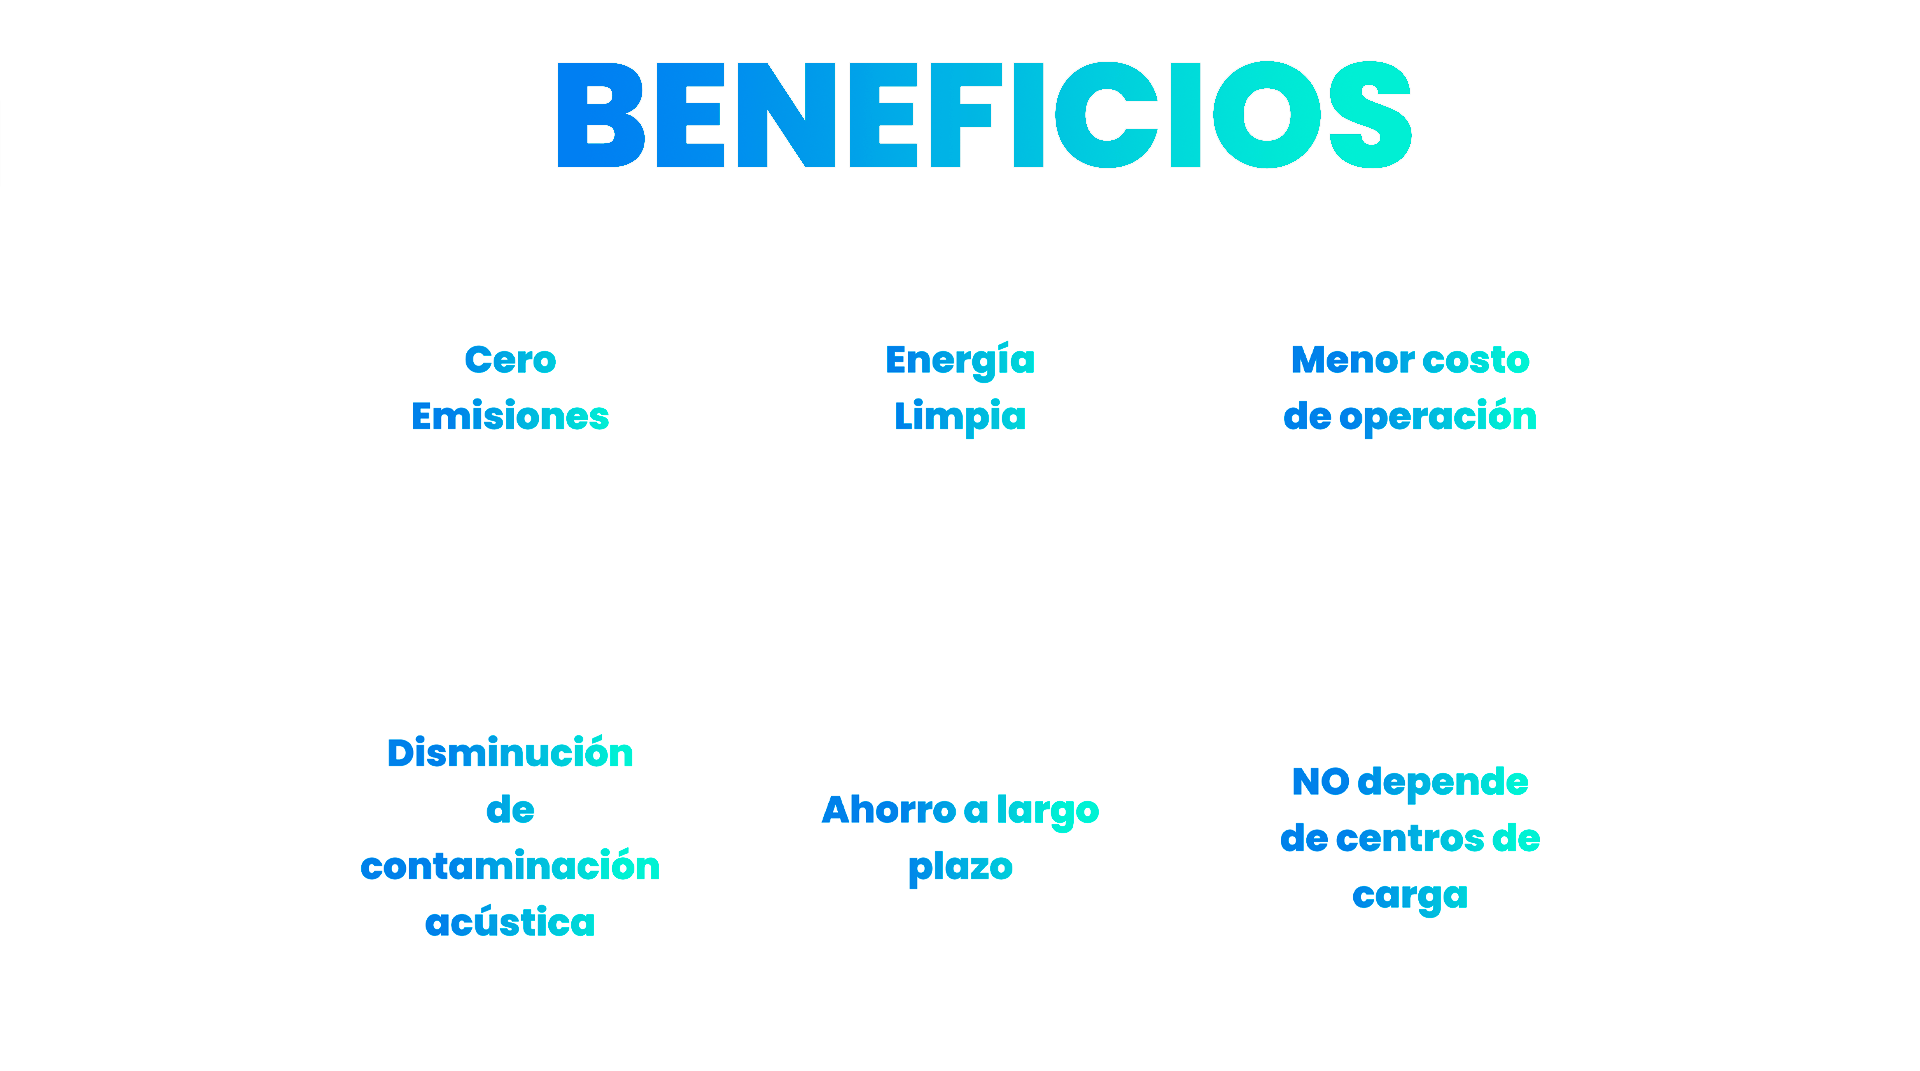 BENEFICIOS
Cero
Emisiones
Energía
Limpia
Menor costo
de operación
Disminución
de
contaminación
acústica
Ahorro a largo
plazo
NO depende
de centros de
carga